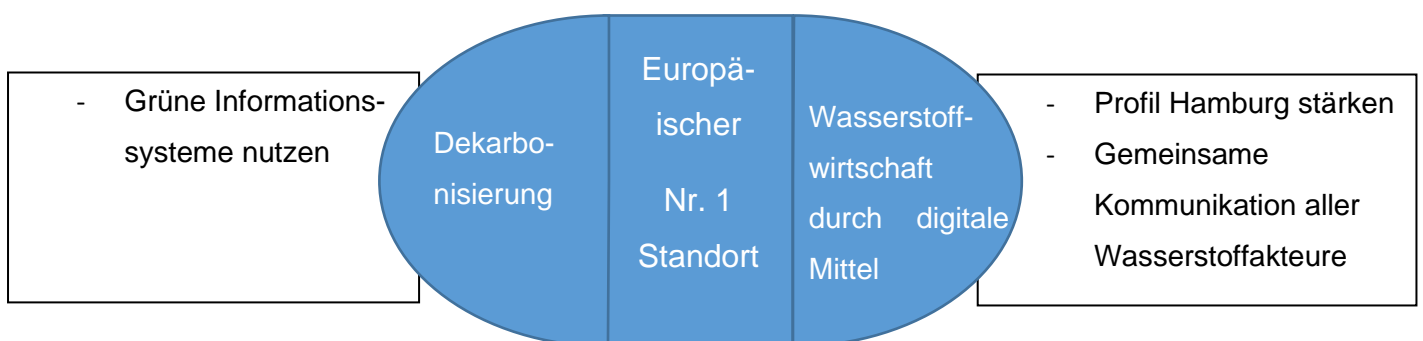 - Grüne Informations-
systeme nutzen
Dekarbo-
nisierung
Europä-
ischer
Nr. 1
Standort
Wasserstoff-
wirtschaft
durch digitale
Mittel
- Profil Hamburg stärken
- Gemeinsame
Kommunikation aller
Wasserstoffakteure